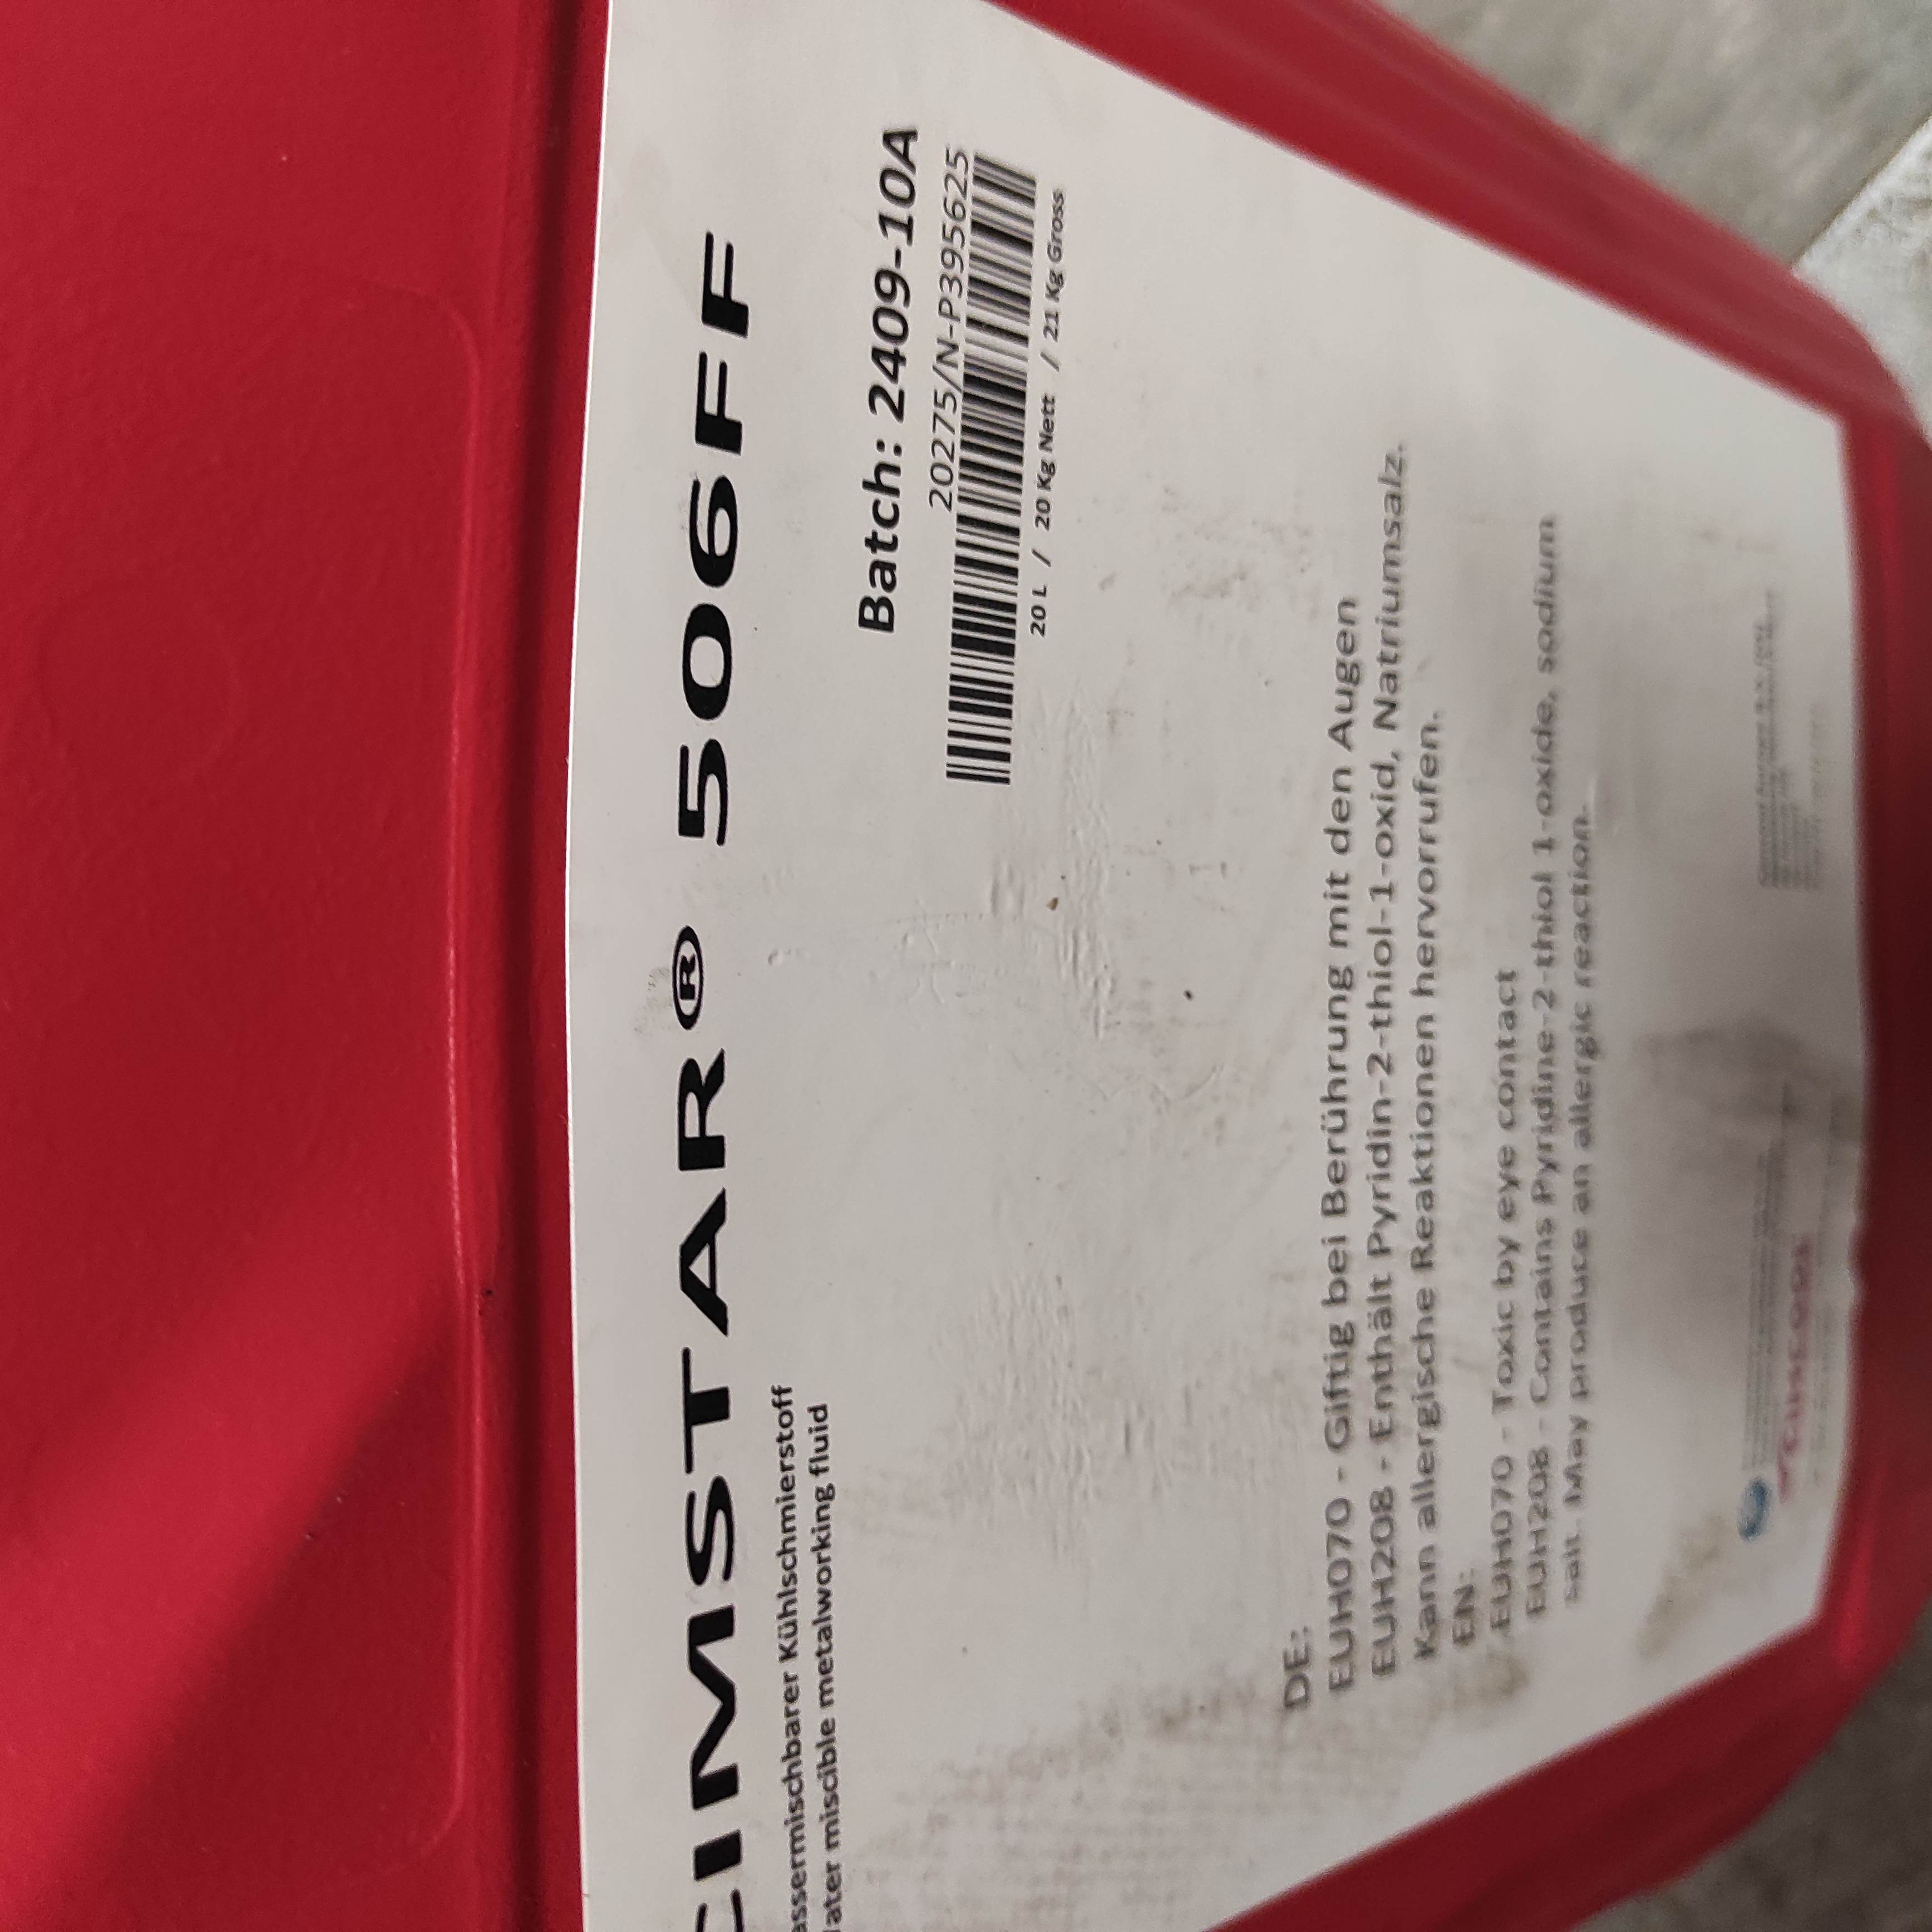 CIMSTAR® 506FF
assermischbarer Kühlschmierstoff
ater miscible metalworking fluid
Batch: 2409-10A
20275/N-P395625
20 L / 20 Kg Nett / 21 Kg Gross
DE:
EUH070 - Giftig bei Berührung mit den Augen
EUH208 - Enthält Pyridin-2-thiol-1-oxid, Natriumsalz.
Kann allergische Reaktionen hervorrufen.
EN:
EUH070 - Toxic by eye contact
EUH208 - Contains Pyridine-2-thiol 1-oxide, sodium
salt. May produce an allergic reaction.
CIMCOOL